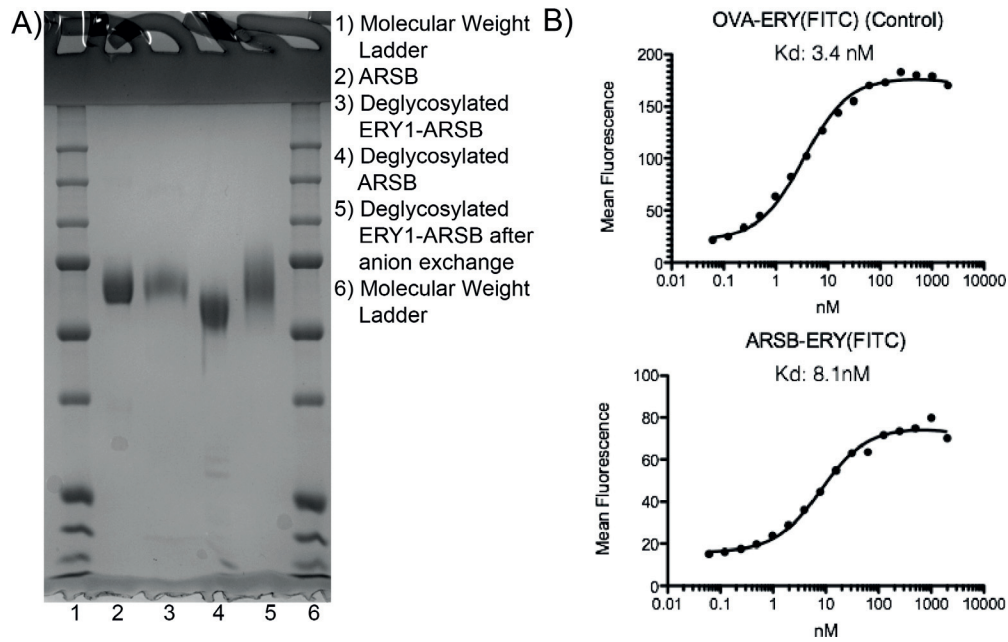 A)
1) Molecular Weight
Ladder
2) ARSB
3) Deglycosylated
ERY1-ARSB
4) Deglycosylated
ARSB
5) Deglycosylated
ERY1-ARSB after
anion exchange
6) Molecular Weight
Ladder
1 2 3 4 5 6
B)
OVA-ERY(FITC) (Control)
Kd: 3.4 nM
Mean Fluorescence
200
150
100
50
0
0.01 0.1 1 10 100 1000 10000
nM
ARSB-ERY(FITC)
Kd: 8.1nM
Mean Fluorescence
100
80
60
40
20
0
0.01 0.1 1 10 100 1000 10000
nM